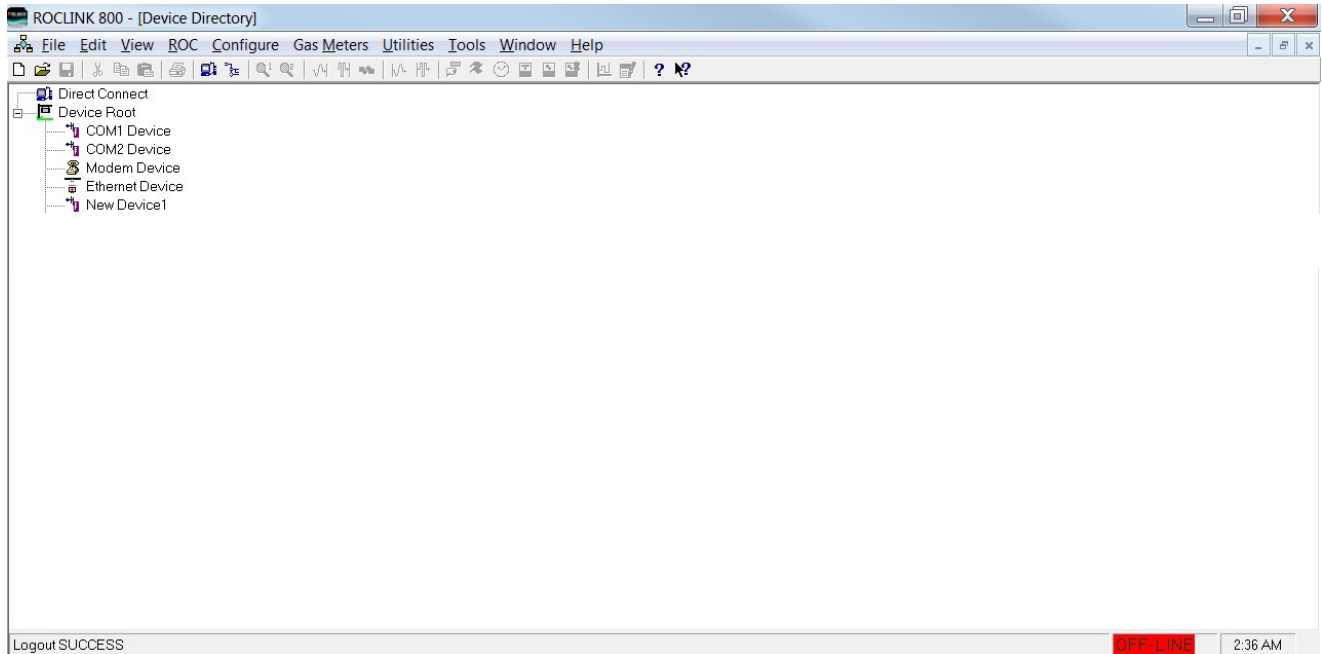 ROCLINK 800 - [Device Directory]
File Edit View ROC Configure Gas Meters Utilities Tools Window Help
Direct Connect
Device Root
COM1 Device
COM2 Device
Modem Device
Ethernet Device
New Device1
Logout SUCCESS OFF-LINE 2:36 AM